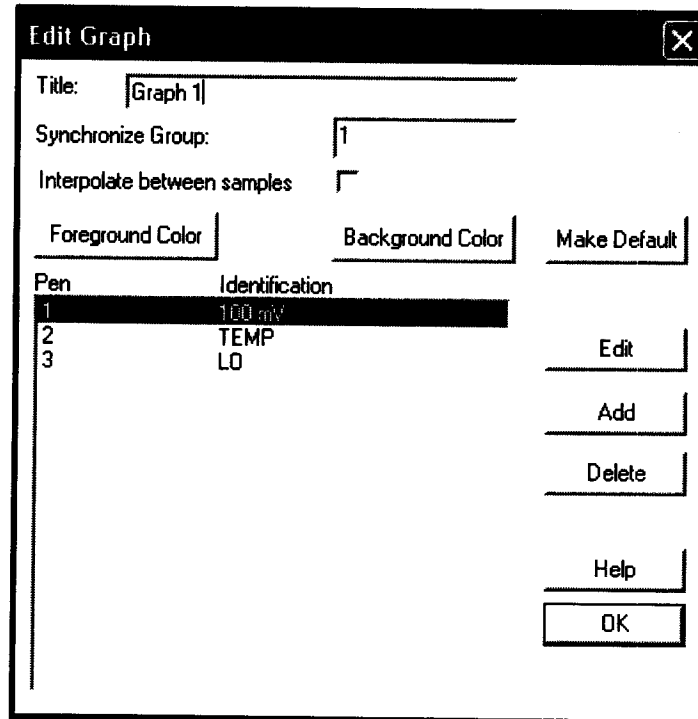 Edit Graph
Title: Graph 1
Synchronize Group: 1
Interpolate between samples
Foreground Color Background Color Make Default
Pen Identification
1 100 mV
2 TEMP
3 LO
Edit
Add
Delete
Help
OK